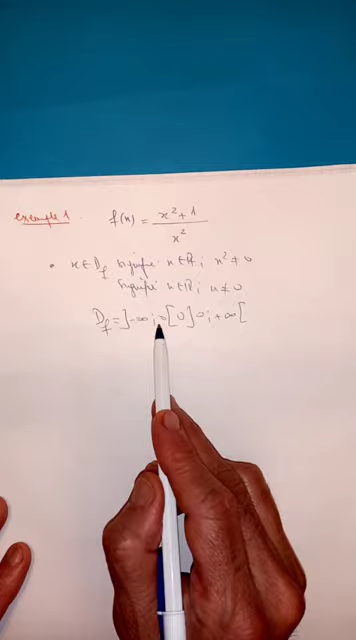 exemple 1
f(x) = x²+1 / x²
• x ∈ D_f signifie x ∈ ℝ ; x² ≠ 0
signifie x ∈ ℝ ; x ≠ 0
D_f = ]-∞ ; 0[ ∪ ]0 ; +∞[